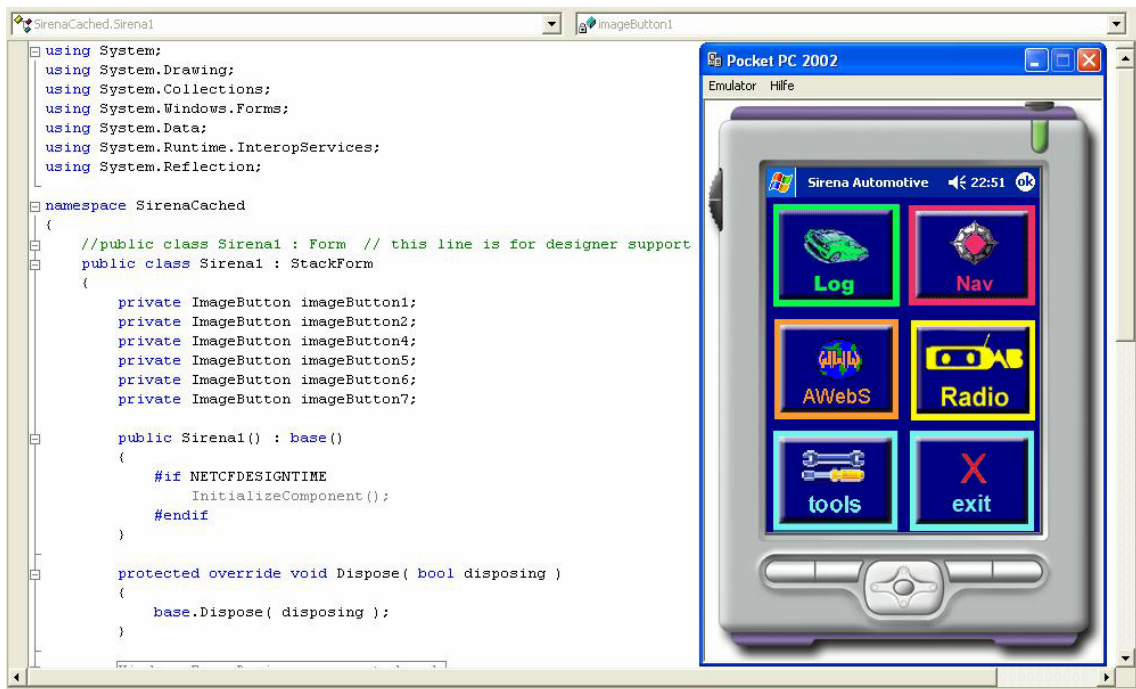 SirenaCached.Sirena1
imageButton1
using System;
using System.Drawing;
using System.Collections;
using System.Windows.Forms;
using System.Data;
using System.Runtime.InteropServices;
using System.Reflection;
namespace SirenaCached
{
//public class Sirena1 : Form  // this line is for designer support
public class Sirena1 : StackForm
{
private ImageButton imageButton1;
private ImageButton imageButton2;
private ImageButton imageButton4;
private ImageButton imageButton5;
private ImageButton imageButton6;
private ImageButton imageButton7;
public Sirena1() : base()
{
#if NETCFDESIGNTIME
InitializeComponent();
#endif
}
protected override void Dispose( bool disposing )
{
base.Dispose( disposing );
}
Pocket PC 2002
Emulator Hilfe
Sirena Automotive 22:51 ok
Log
Nav
AWebS
Radio
tools
X
exit